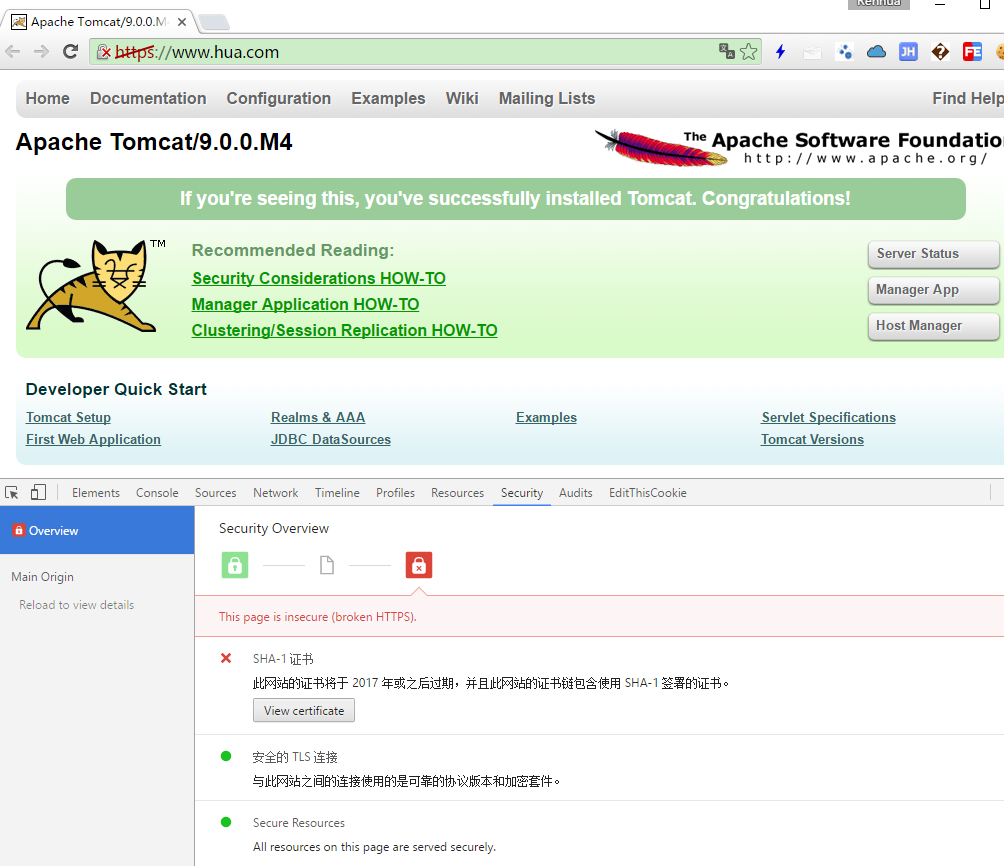 Renhua
Apache Tomcat/9.0.0.M
https://www.hua.com
JH
FE
Home Documentation Configuration Examples Wiki Mailing Lists Find Help
Apache Tomcat/9.0.0.M4
The Apache Software Foundatio
http://www.apache.org/
If you're seeing this, you've successfully installed Tomcat. Congratulations!
TM
Recommended Reading:
Security Considerations HOW-TO
Manager Application HOW-TO
Clustering/Session Replication HOW-TO
Server Status
Manager App
Host Manager
Developer Quick Start
Tomcat Setup Realms & AAA Examples Servlet Specifications
First Web Application JDBC DataSources Tomcat Versions
Elements Console Sources Network Timeline Profiles Resources Security Audits EditThisCookie
Overview
Main Origin
Reload to view details
Security Overview
This page is insecure (broken HTTPS).
SHA-1 证书
此网站的证书将于 2017 年或之后过期，并且此网站的证书链包含使用 SHA-1 签署的证书。
View certificate
安全的 TLS 连接
与此网站之间的连接使用的是可靠的协议版本和加密套件。
Secure Resources
All resources on this page are served securely.